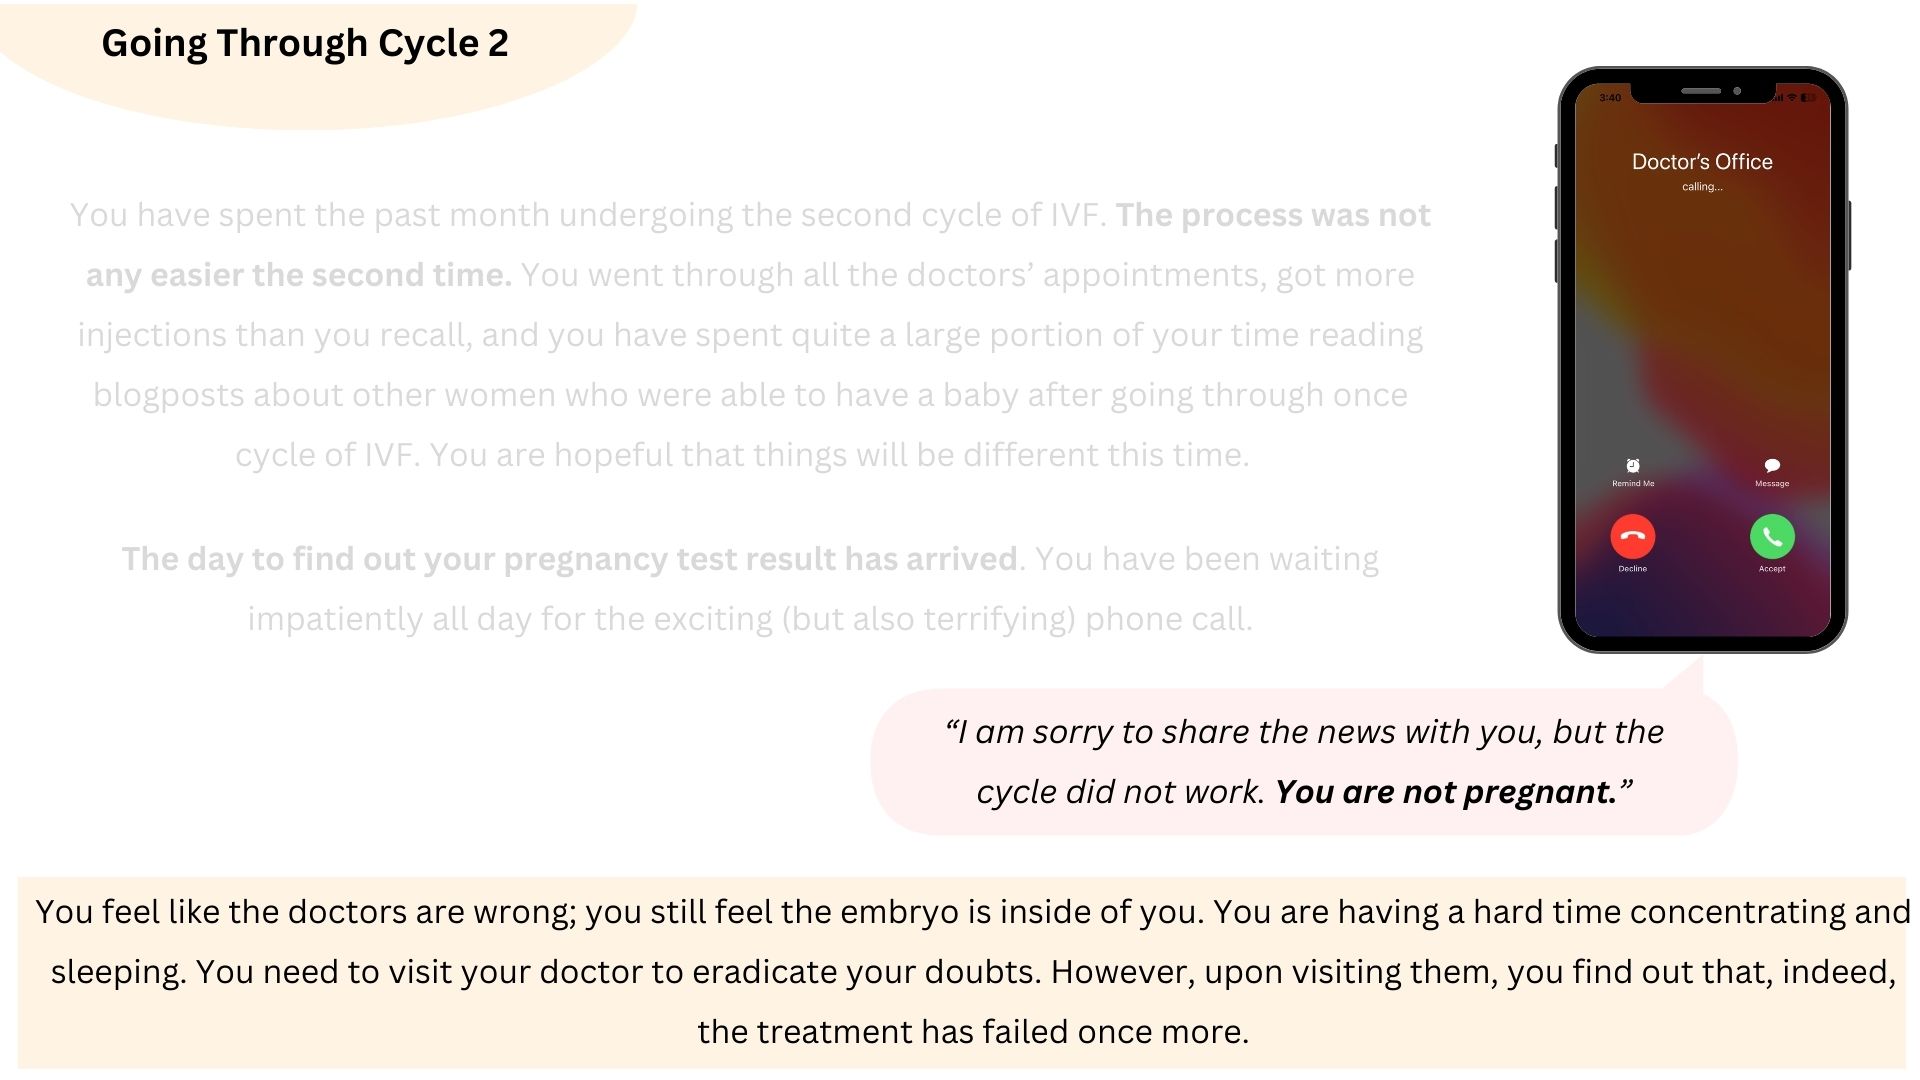 Going Through Cycle 2
You have spent the past month undergoing the second cycle of IVF. The process was not
any easier the second time. You went through all the doctors’ appointments, got more
injections than you recall, and you have spent quite a large portion of your time reading
blogposts about other women who were able to have a baby after going through once
cycle of IVF. You are hopeful that things will be different this time.
The day to find out your pregnancy test result has arrived. You have been waiting
impatiently all day for the exciting (but also terrifying) phone call.
3:40
Doctor’s Office
calling...
Remind Me
Message
Decline
Accept
“I am sorry to share the news with you, but the
cycle did not work. You are not pregnant.”
You feel like the doctors are wrong; you still feel the embryo is inside of you. You are having a hard time concentrating and
sleeping. You need to visit your doctor to eradicate your doubts. However, upon visiting them, you find out that, indeed,
the treatment has failed once more.